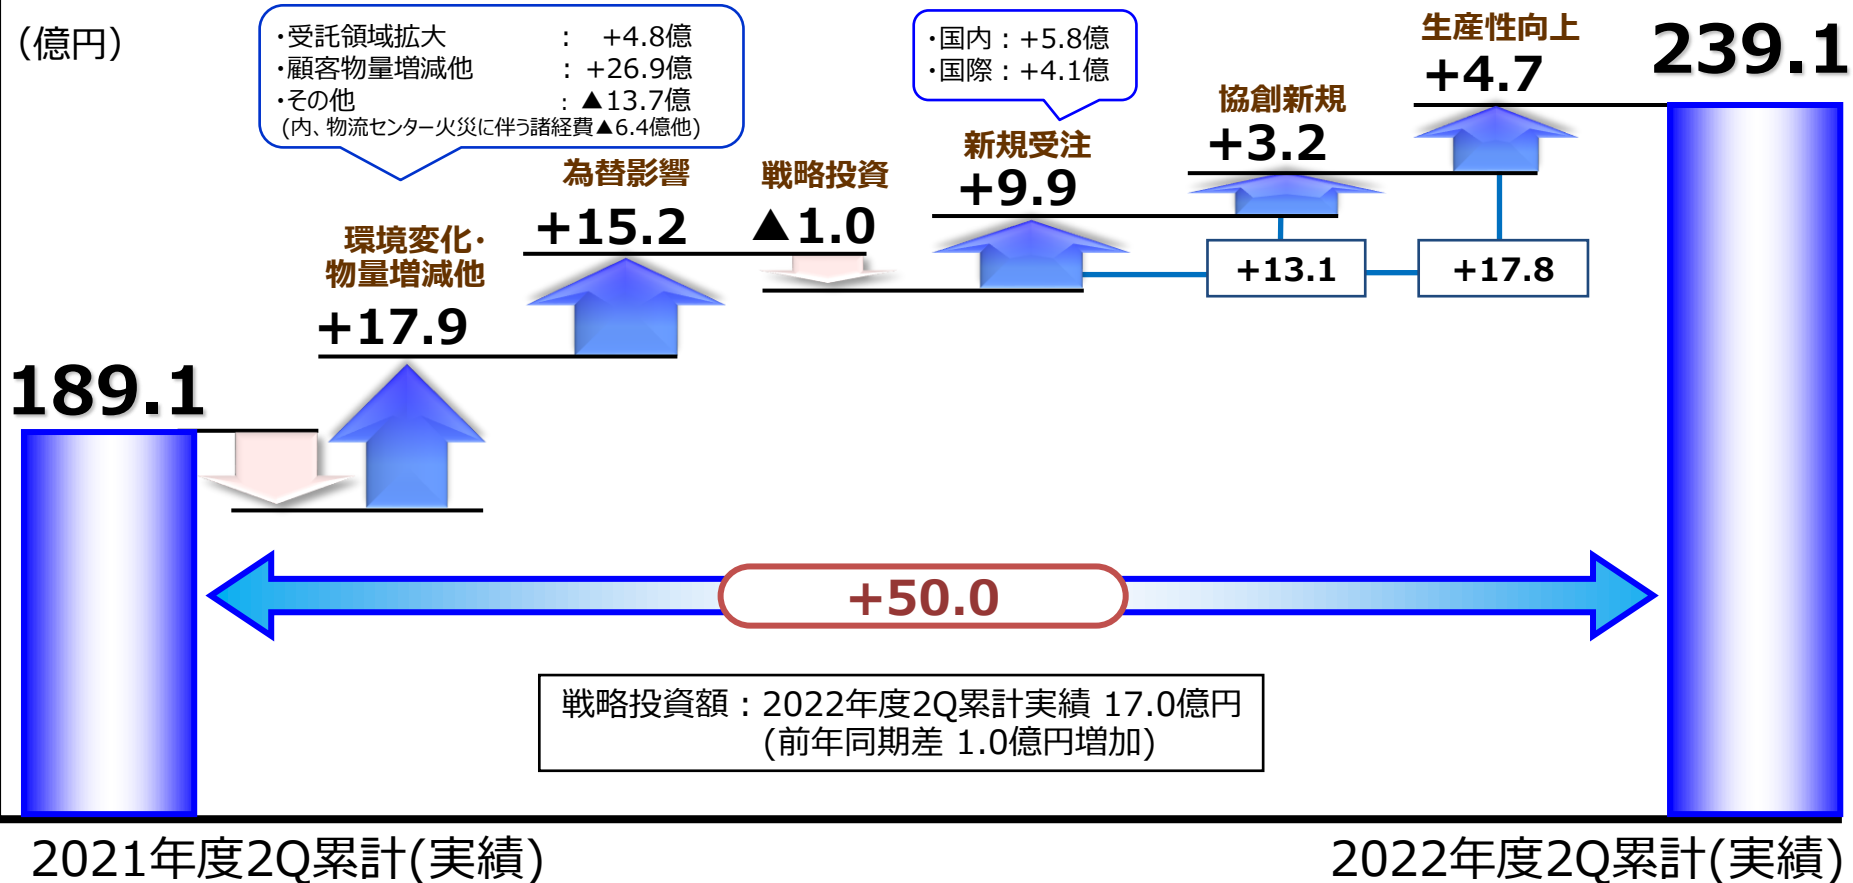 (億円)
・受託領域拡大 : +4.8億
・顧客物量増減他 : +26.9億
・その他 : ▲13.7億
(内、物流センター火災に伴う諸経費▲6.4億他)
・国内:+5.8億
・国際:+4.1億
生産性向上
+4.7
239.1
協創新規
+3.2
新規受注
+9.9
為替影響
+15.2
戦略投資
▲1.0
環境変化・
物量増減他
+17.9
+13.1
+17.8
189.1
+50.0
戦略投資額:2022年度2Q累計実績 17.0億円
(前年同期差 1.0億円増加)
2021年度2Q累計(実績)
2022年度2Q累計(実績)